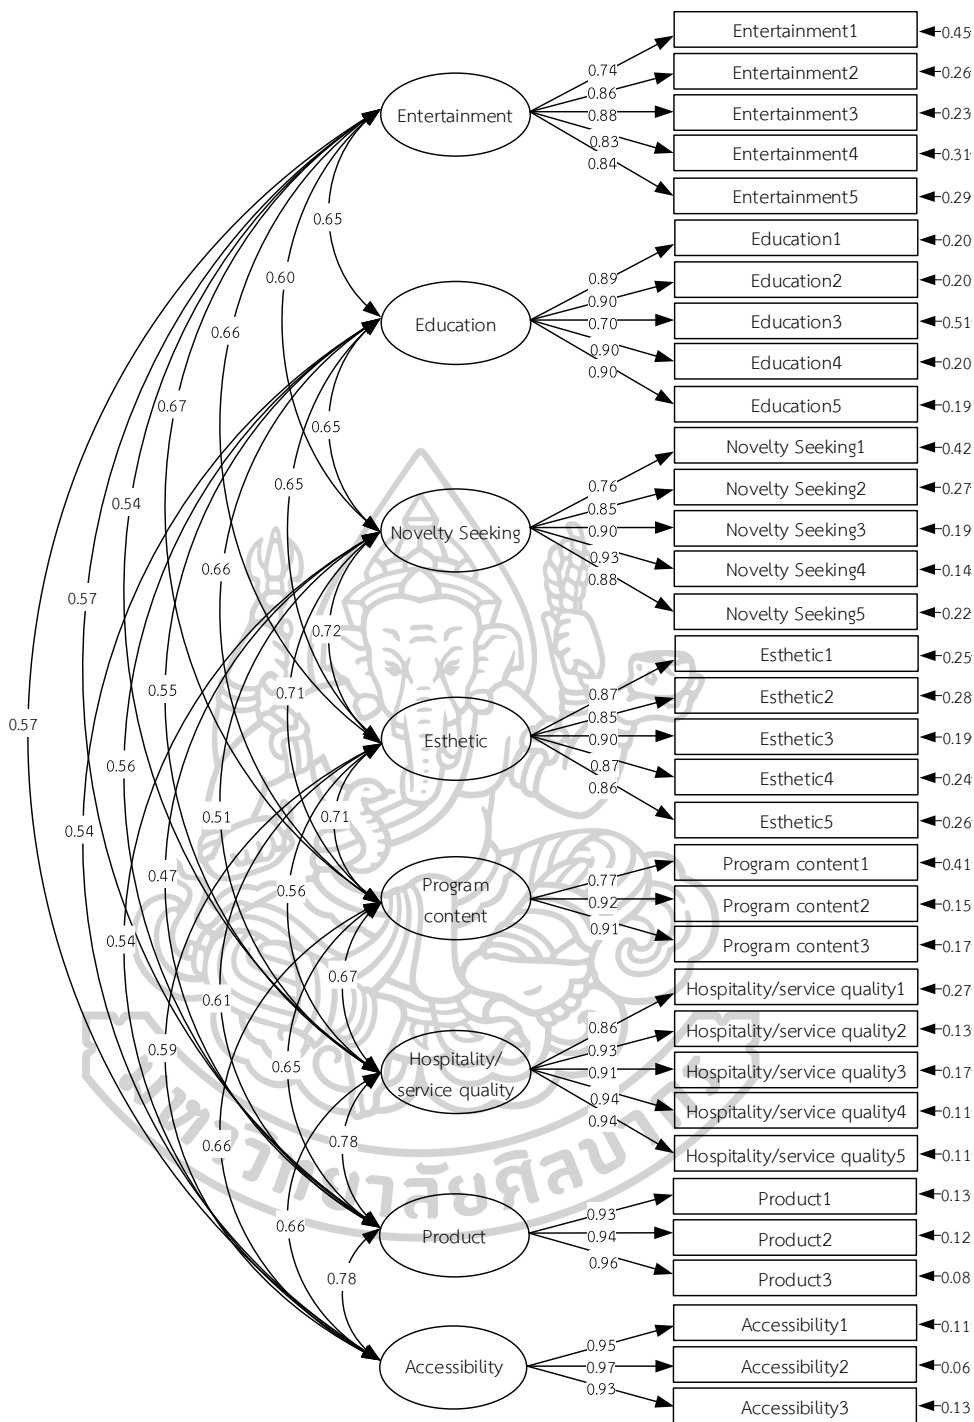 Entertainment1
0.45
Entertainment2
0.26
Entertainment3
0.23
Entertainment4
0.31
Entertainment5
0.29
Entertainment
0.74
0.86
0.88
0.83
0.84
Education1
0.20
Education2
0.20
Education3
0.51
Education4
0.20
Education5
0.19
Education
0.89
0.90
0.70
0.90
0.90
Novelty Seeking1
0.42
Novelty Seeking2
0.27
Novelty Seeking3
0.19
Novelty Seeking4
0.14
Novelty Seeking5
0.22
Novelty Seeking
0.76
0.85
0.90
0.93
0.88
Esthetic1
0.25
Esthetic2
0.28
Esthetic3
0.19
Esthetic4
0.24
Esthetic5
0.26
Esthetic
0.87
0.85
0.90
0.87
0.86
Program content1
0.41
Program content2
0.15
Program content3
0.17
Program
content
0.77
0.92
0.91
Hospitality/service quality1
0.27
Hospitality/service quality2
0.13
Hospitality/service quality3
0.17
Hospitality/service quality4
0.11
Hospitality/service quality5
0.11
Hospitality/
service quality
0.86
0.93
0.91
0.94
0.94
Product1
0.13
Product2
0.12
Product3
0.08
Product
0.93
0.94
0.96
Accessibility1
0.11
Accessibility2
0.06
Accessibility3
0.13
Accessibility
0.95
0.97
0.93
0.65
0.60
0.66
0.67
0.54
0.57
0.57
0.65
0.65
0.66
0.55
0.56
0.54
0.72
0.71
0.51
0.47
0.54
0.71
0.56
0.61
0.59
0.67
0.65
0.66
0.78
0.66
0.78